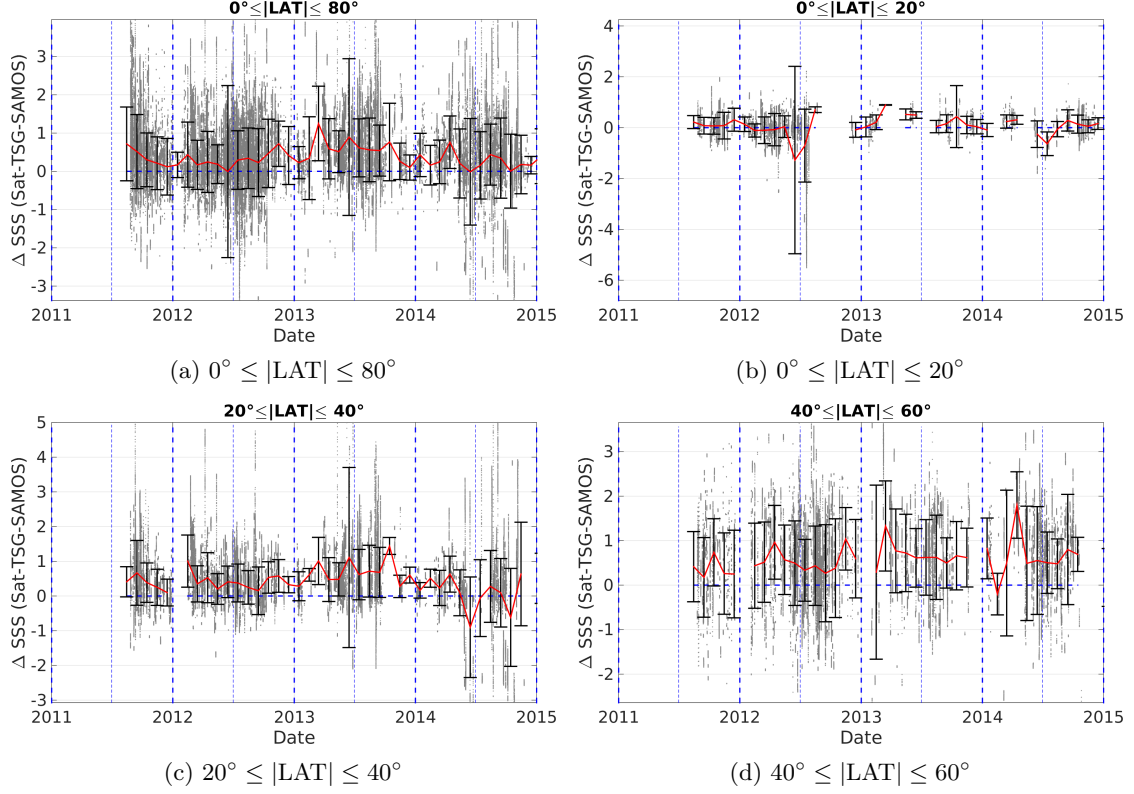 0°≤|LAT|≤ 80°
Δ SSS (Sat-TSG-SAMOS)
3
2
1
0
-1
-2
-3
2011 2012 2013 2014 2015
Date
(a) 0° ≤ |LAT| ≤ 80°
0°≤|LAT|≤ 20°
Δ SSS (Sat-TSG-SAMOS)
4
2
0
-2
-4
-6
2011 2012 2013 2014 2015
Date
(b) 0° ≤ |LAT| ≤ 20°
20°≤|LAT|≤ 40°
Δ SSS (Sat-TSG-SAMOS)
5
4
3
2
1
0
-1
-2
-3
2011 2012 2013 2014 2015
Date
(c) 20° ≤ |LAT| ≤ 40°
40°≤|LAT|≤ 60°
Δ SSS (Sat-TSG-SAMOS)
3
2
1
0
-1
-2
2011 2012 2013 2014 2015
Date
(d) 40° ≤ |LAT| ≤ 60°